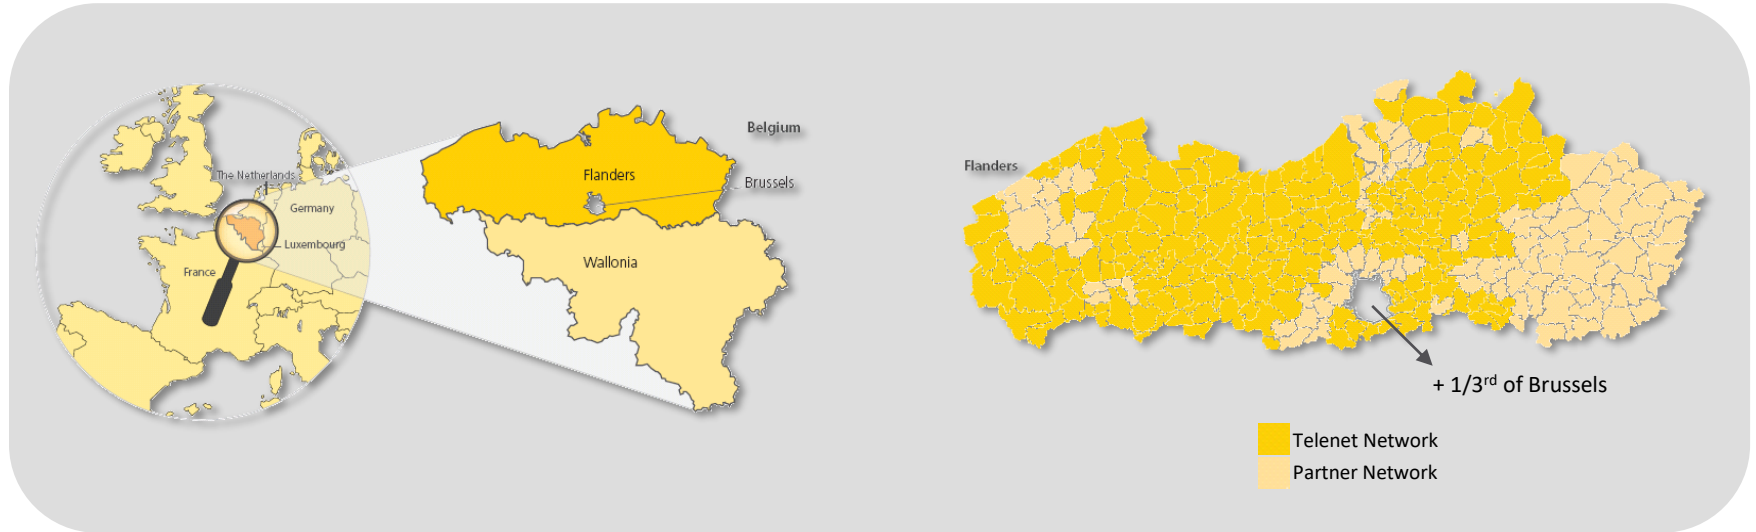 The Netherlands
Germany
Luxembourg
France
Belgium
Flanders
Brussels
Wallonia
Flanders
+ 1/3rd of Brussels
Telenet Network
Partner Network